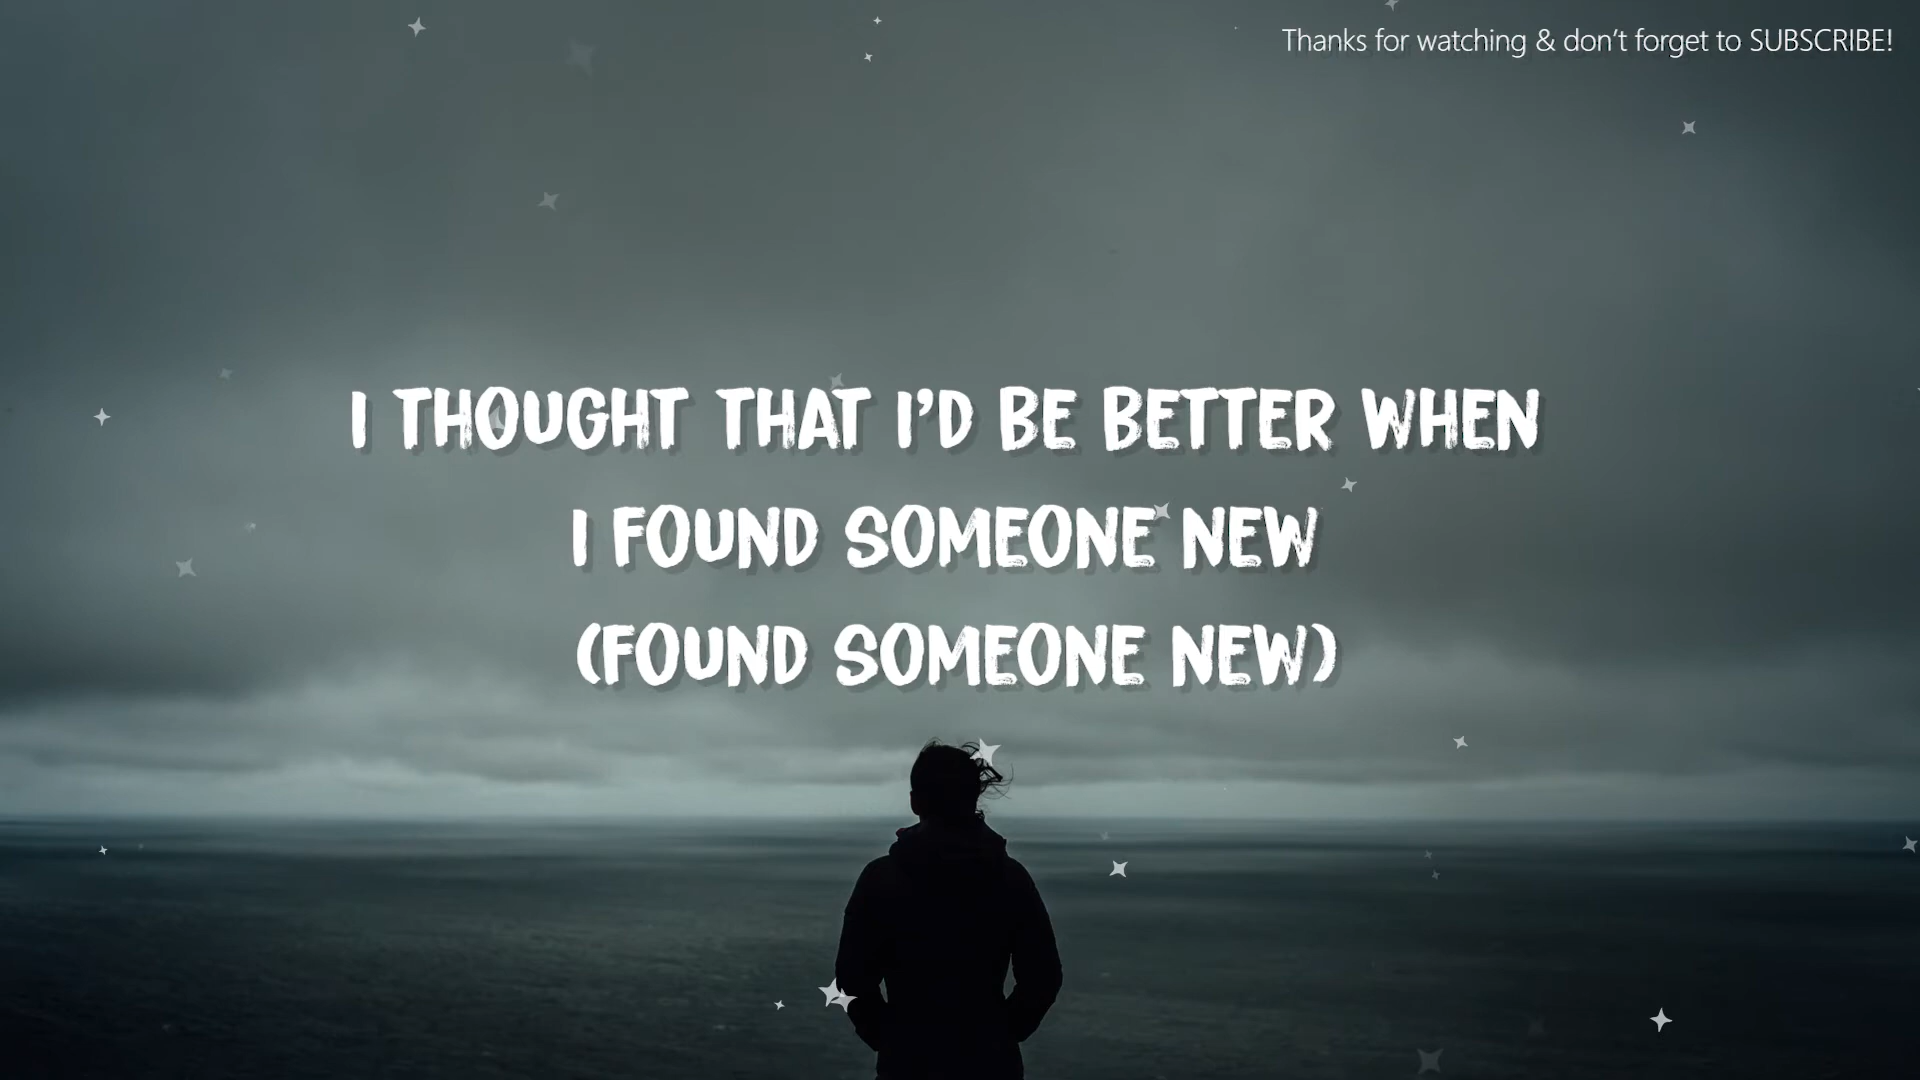 Thanks for watching & don't forget to SUBSCRIBE!
I THOUGHT THAT I'D BE BETTER WHEN
I FOUND SOMEONE NEW
(FOUND SOMEONE NEW)